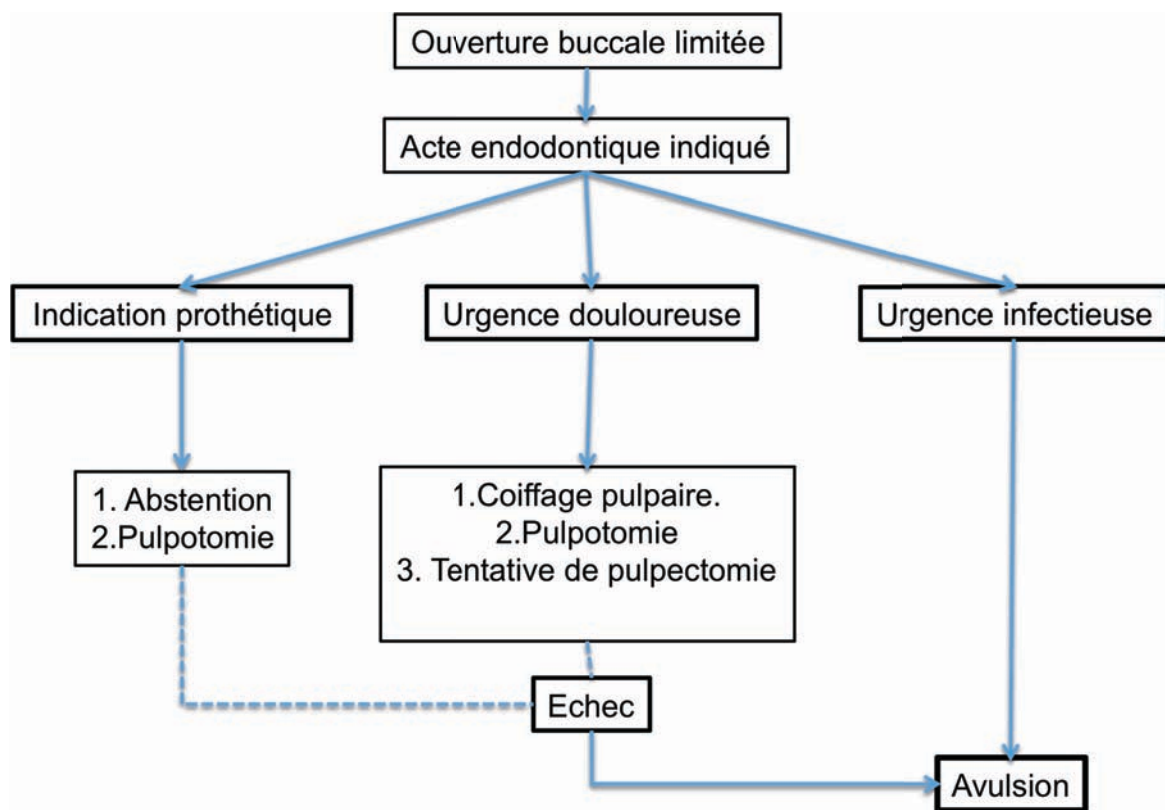 Ouverture buccale limitée
Acte endodontique indiqué
Indication prothétique
Urgence douloureuse
Urgence infectieuse
1. Abstention
2.Pulpotomie
1.Coiffage pulpaire.
2.Pulpotomie
3. Tentative de pulpectomie
Echec
Avulsion